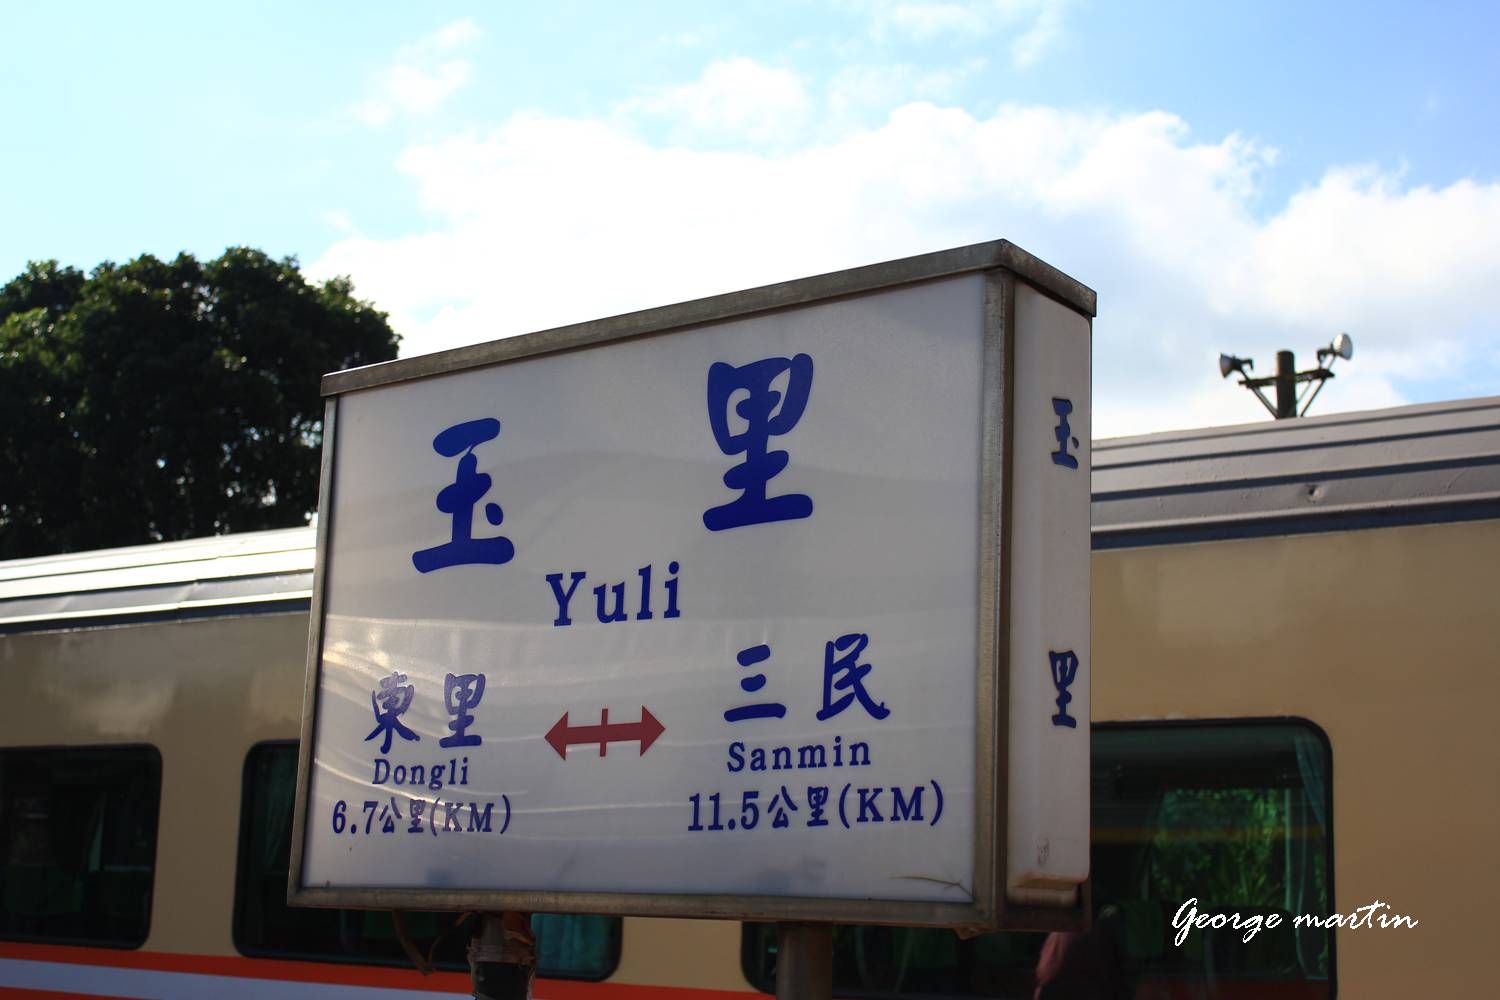 玉里
Yuli
東里 三民
Dongli Sanmin
6.7公里(KM) 11.5公里(KM)
玉里
George martin